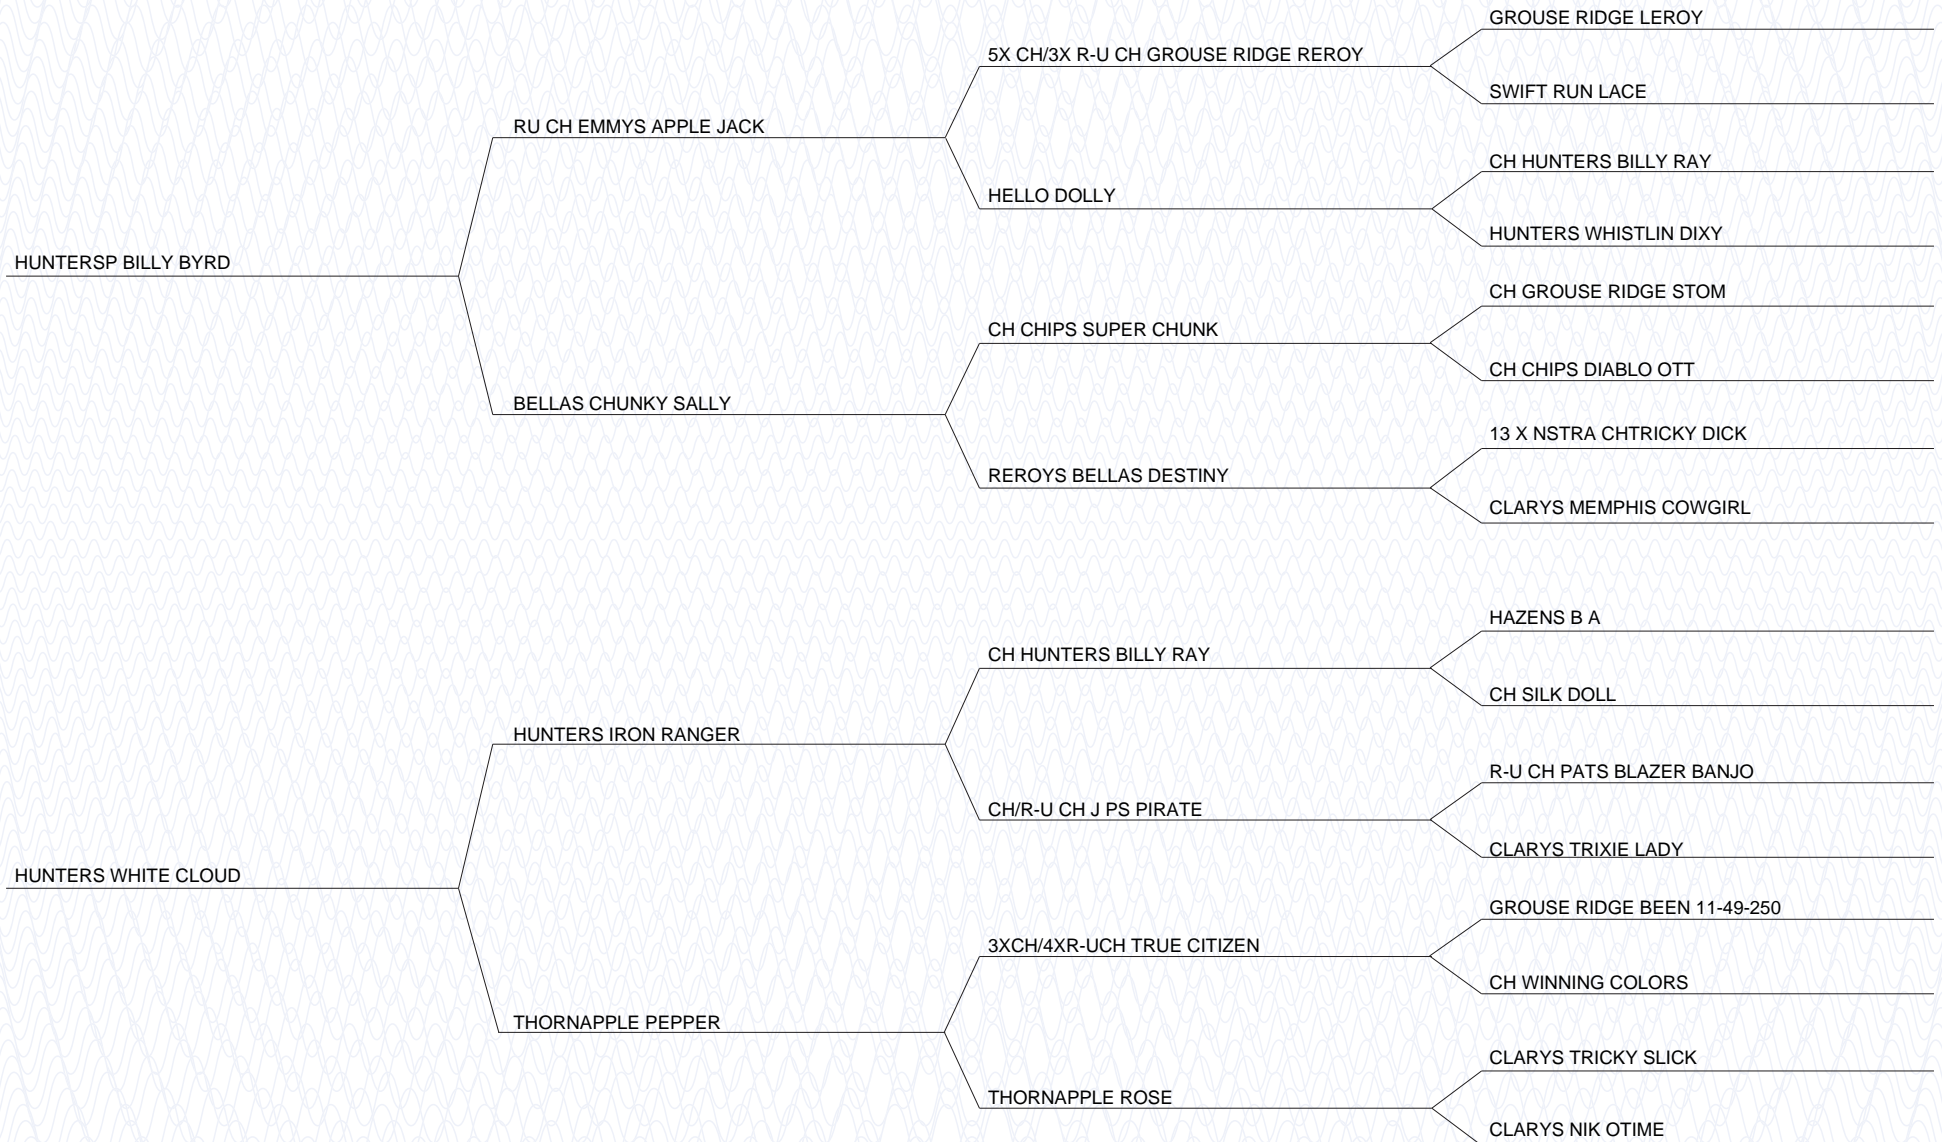 GROUSE RIDGE LEROY
5X CH/3X R-U CH GROUSE RIDGE REROY
SWIFT RUN LACE
RU CH EMMYS APPLE JACK
CH HUNTERS BILLY RAY
HELLO DOLLY
HUNTERS WHISTLIN DIXY
HUNTERSP BILLY BYRD
CH GROUSE RIDGE STOM
CH CHIPS SUPER CHUNK
CH CHIPS DIABLO OTT
BELLAS CHUNKY SALLY
13 X NSTRA CHTRICKY DICK
REROYS BELLAS DESTINY
CLARYS MEMPHIS COWGIRL
HAZENS B A
CH HUNTERS BILLY RAY
CH SILK DOLL
HUNTERS IRON RANGER
R-U CH PATS BLAZER BANJO
CH/R-U CH J PS PIRATE
CLARYS TRIXIE LADY
HUNTERS WHITE CLOUD
GROUSE RIDGE BEEN 11-49-250
3XCH/4XR-UCH TRUE CITIZEN
CH WINNING COLORS
THORNAPPLE PEPPER
CLARYS TRICKY SLICK
THORNAPPLE ROSE
CLARYS NIK OTIME